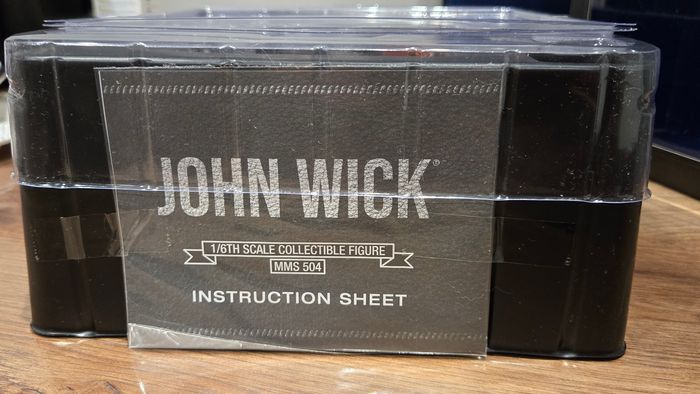 JOHN WICK®
1/6TH SCALE COLLECTIBLE FIGURE
MMS 504
INSTRUCTION SHEET